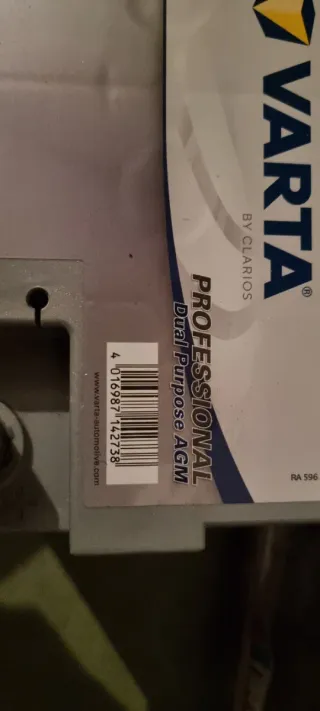 VARTA®
BY CLARIOS
PROFESSIONAL
Dual Purpose AGM
4 016987 142738
www.varta-automotive.com
RA 596